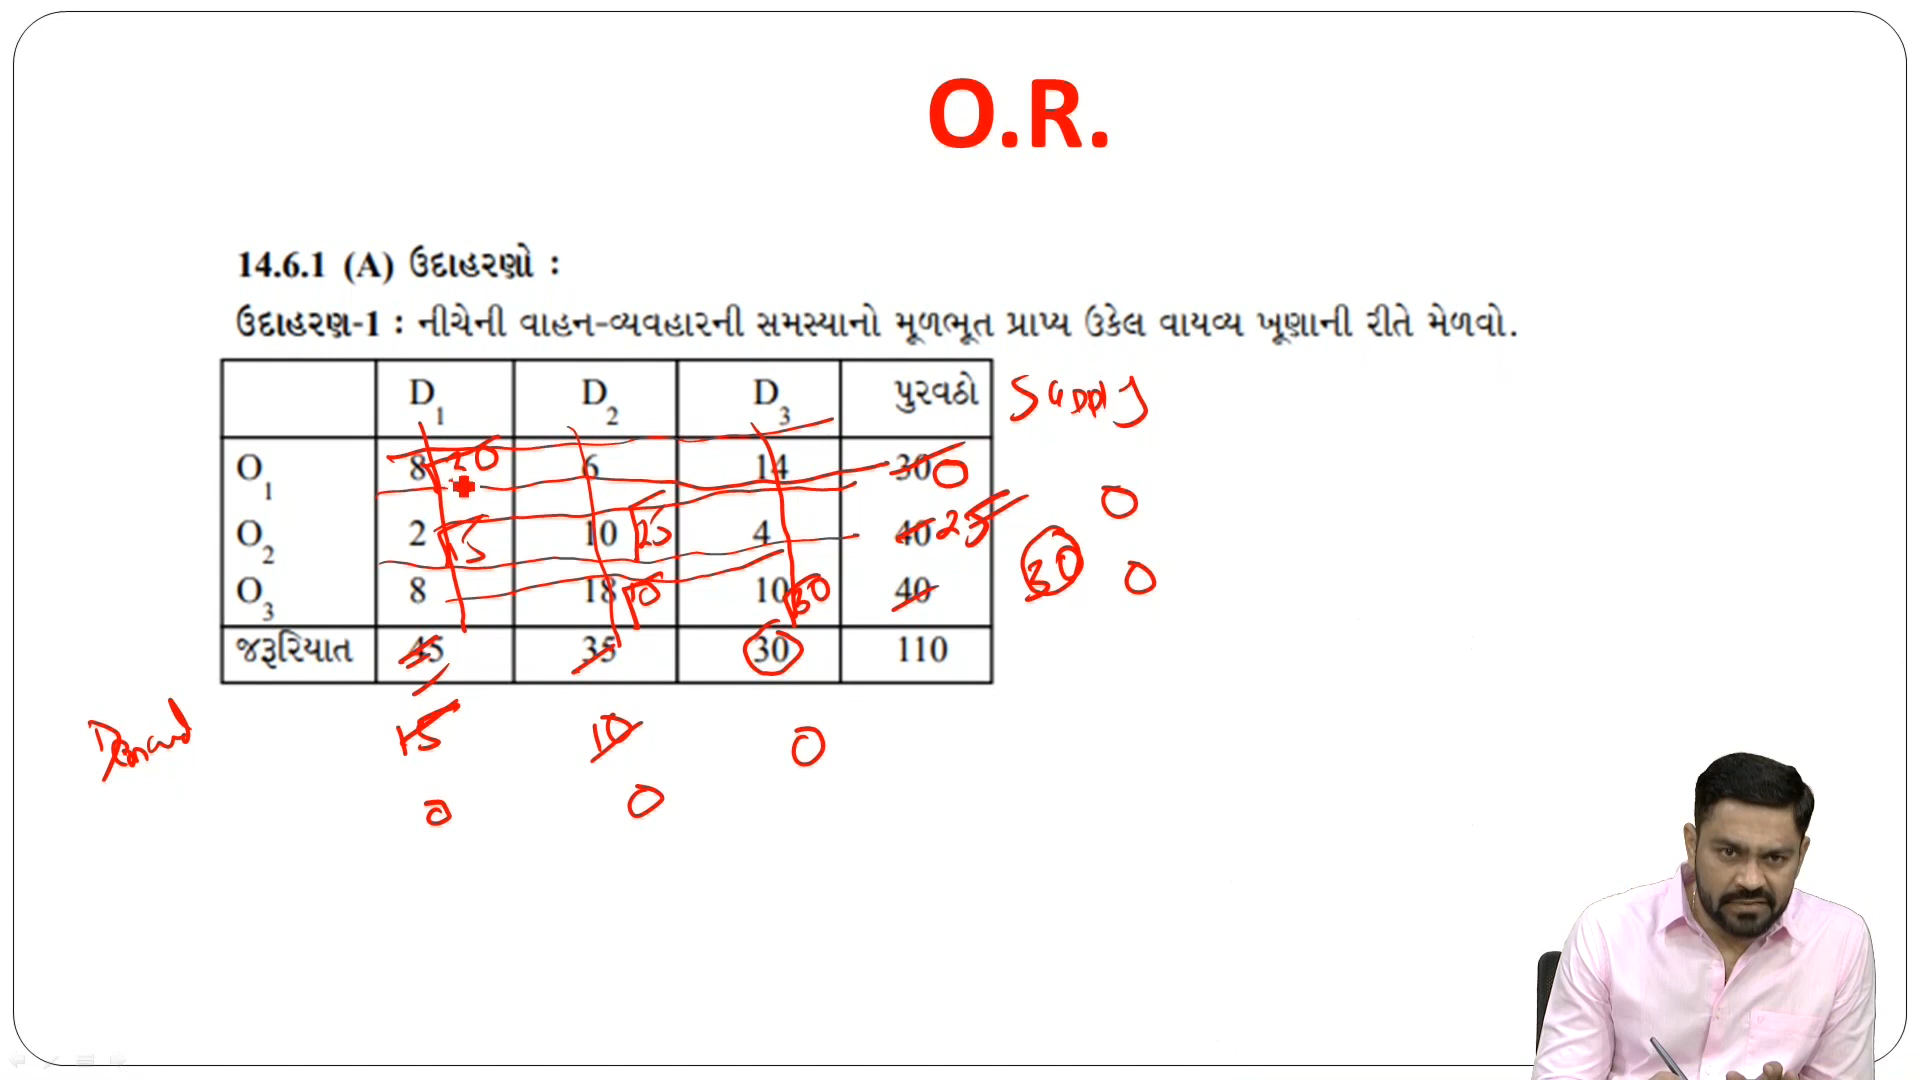 O.R.
14.6.1 (A) ઉદાહરણો :
ઉદાહરણ-1 : નીચેની વાહન-વ્યવહારની સમસ્યાનો મૂળભૂત પ્રાપ્ય ઉકેલ વાયવ્ય ખૂણાની રીતે મેળવો.
D1 D2 D3 પુરવઠો Supply
O1 8 6 14 30 0
O2 2 15 10 25 4 40 25 0
O3 8 18 10 10 30 40 30 0
જરૂરિયાત 45 35 30 110
Demand 15 10 0
0 0